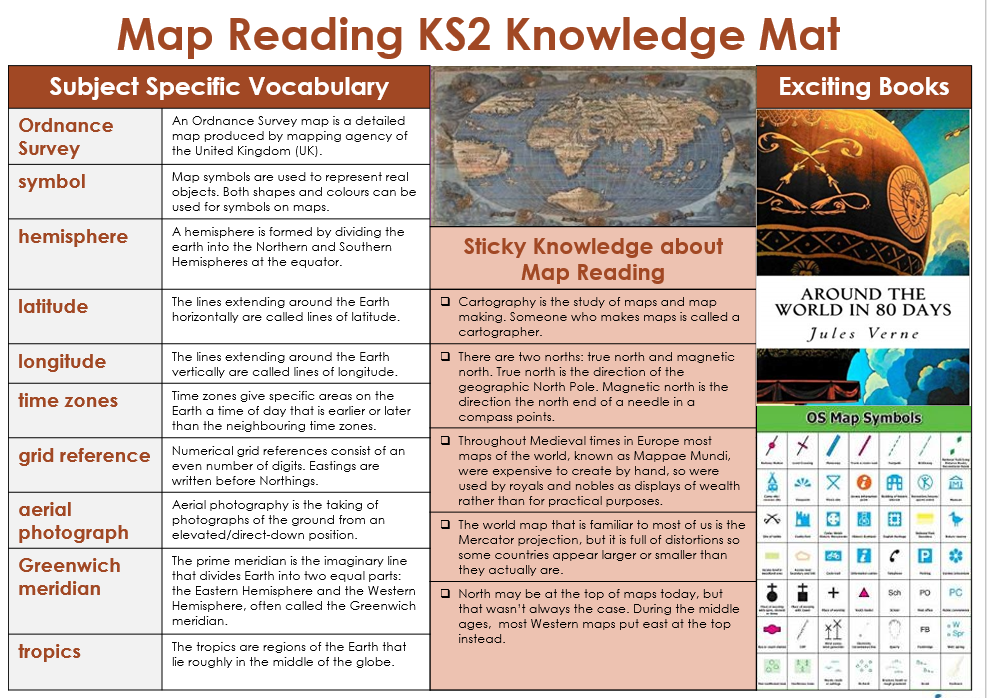 Map Reading KS2 Knowledge Mat
Subject Specific Vocabulary
Ordnance
Survey
An Ordnance Survey map is a detailed
map produced by mapping agency of
the United Kingdom (UK).
symbol
Map symbols are used to represent real
objects. Both shapes and colours can be
used for symbols on maps.
hemisphere
A hemisphere is formed by dividing the
earth into the Northern and Southern
Hemispheres at the equator.
latitude
The lines extending around the Earth
horizontally are called lines of latitude.
longitude
The lines extending around the Earth
vertically are called lines of longitude.
time zones
Time zones give specific areas on the
Earth a time of day that is earlier or later
than the neighbouring time zones.
grid reference
Numerical grid references consist of an
even number of digits. Eastings are
written before Northings.
aerial
photograph
Aerial photography is the taking of
photographs of the ground from an
elevated/direct-down position.
Greenwich
meridian
The prime meridian is the imaginary line
that divides Earth into two equal parts:
the Eastern Hemisphere and the Western
Hemisphere, often called the Greenwich
meridian.
tropics
The tropics are regions of the Earth that
lie roughly in the middle of the globe.
Sticky Knowledge about
Map Reading
Cartography is the study of maps and map
making. Someone who makes maps is called a
cartographer.
There are two norths: true north and magnetic
north. True north is the direction of the
geographic North Pole. Magnetic north is the
direction the north end of a needle in a
compass points.
Throughout Medieval times in Europe most
maps of the world, known as Mappae Mundi,
were expensive to create by hand, so were
used by royals and nobles as displays of wealth
rather than for practical purposes.
The world map that is familiar to most of us is the
Mercator projection, but it is full of distortions so
some countries appear larger or smaller than
they actually are.
North may be at the top of maps today, but
that wasn't always the case. During the middle
ages, most Western maps put east at the top
instead.
Exciting Books
AROUND THE
WORLD IN 80 DAYS
Jules Verne
OS Map Symbols
Sch
PO
PC
FB
W
Spr